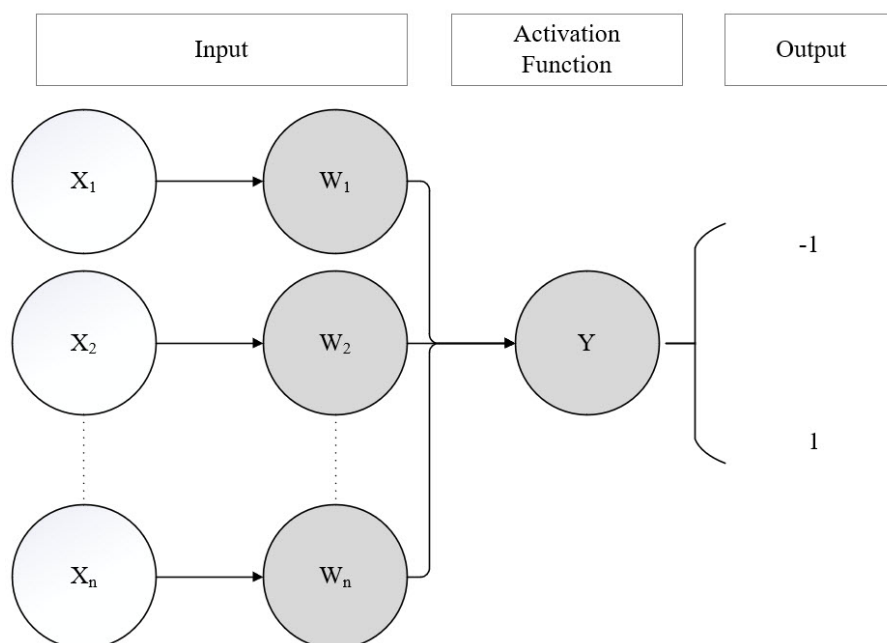 Input
Activation
Function
Output
X₁
W₁
-1
X₂
W₂
Y
1
Xₙ
Wₙ